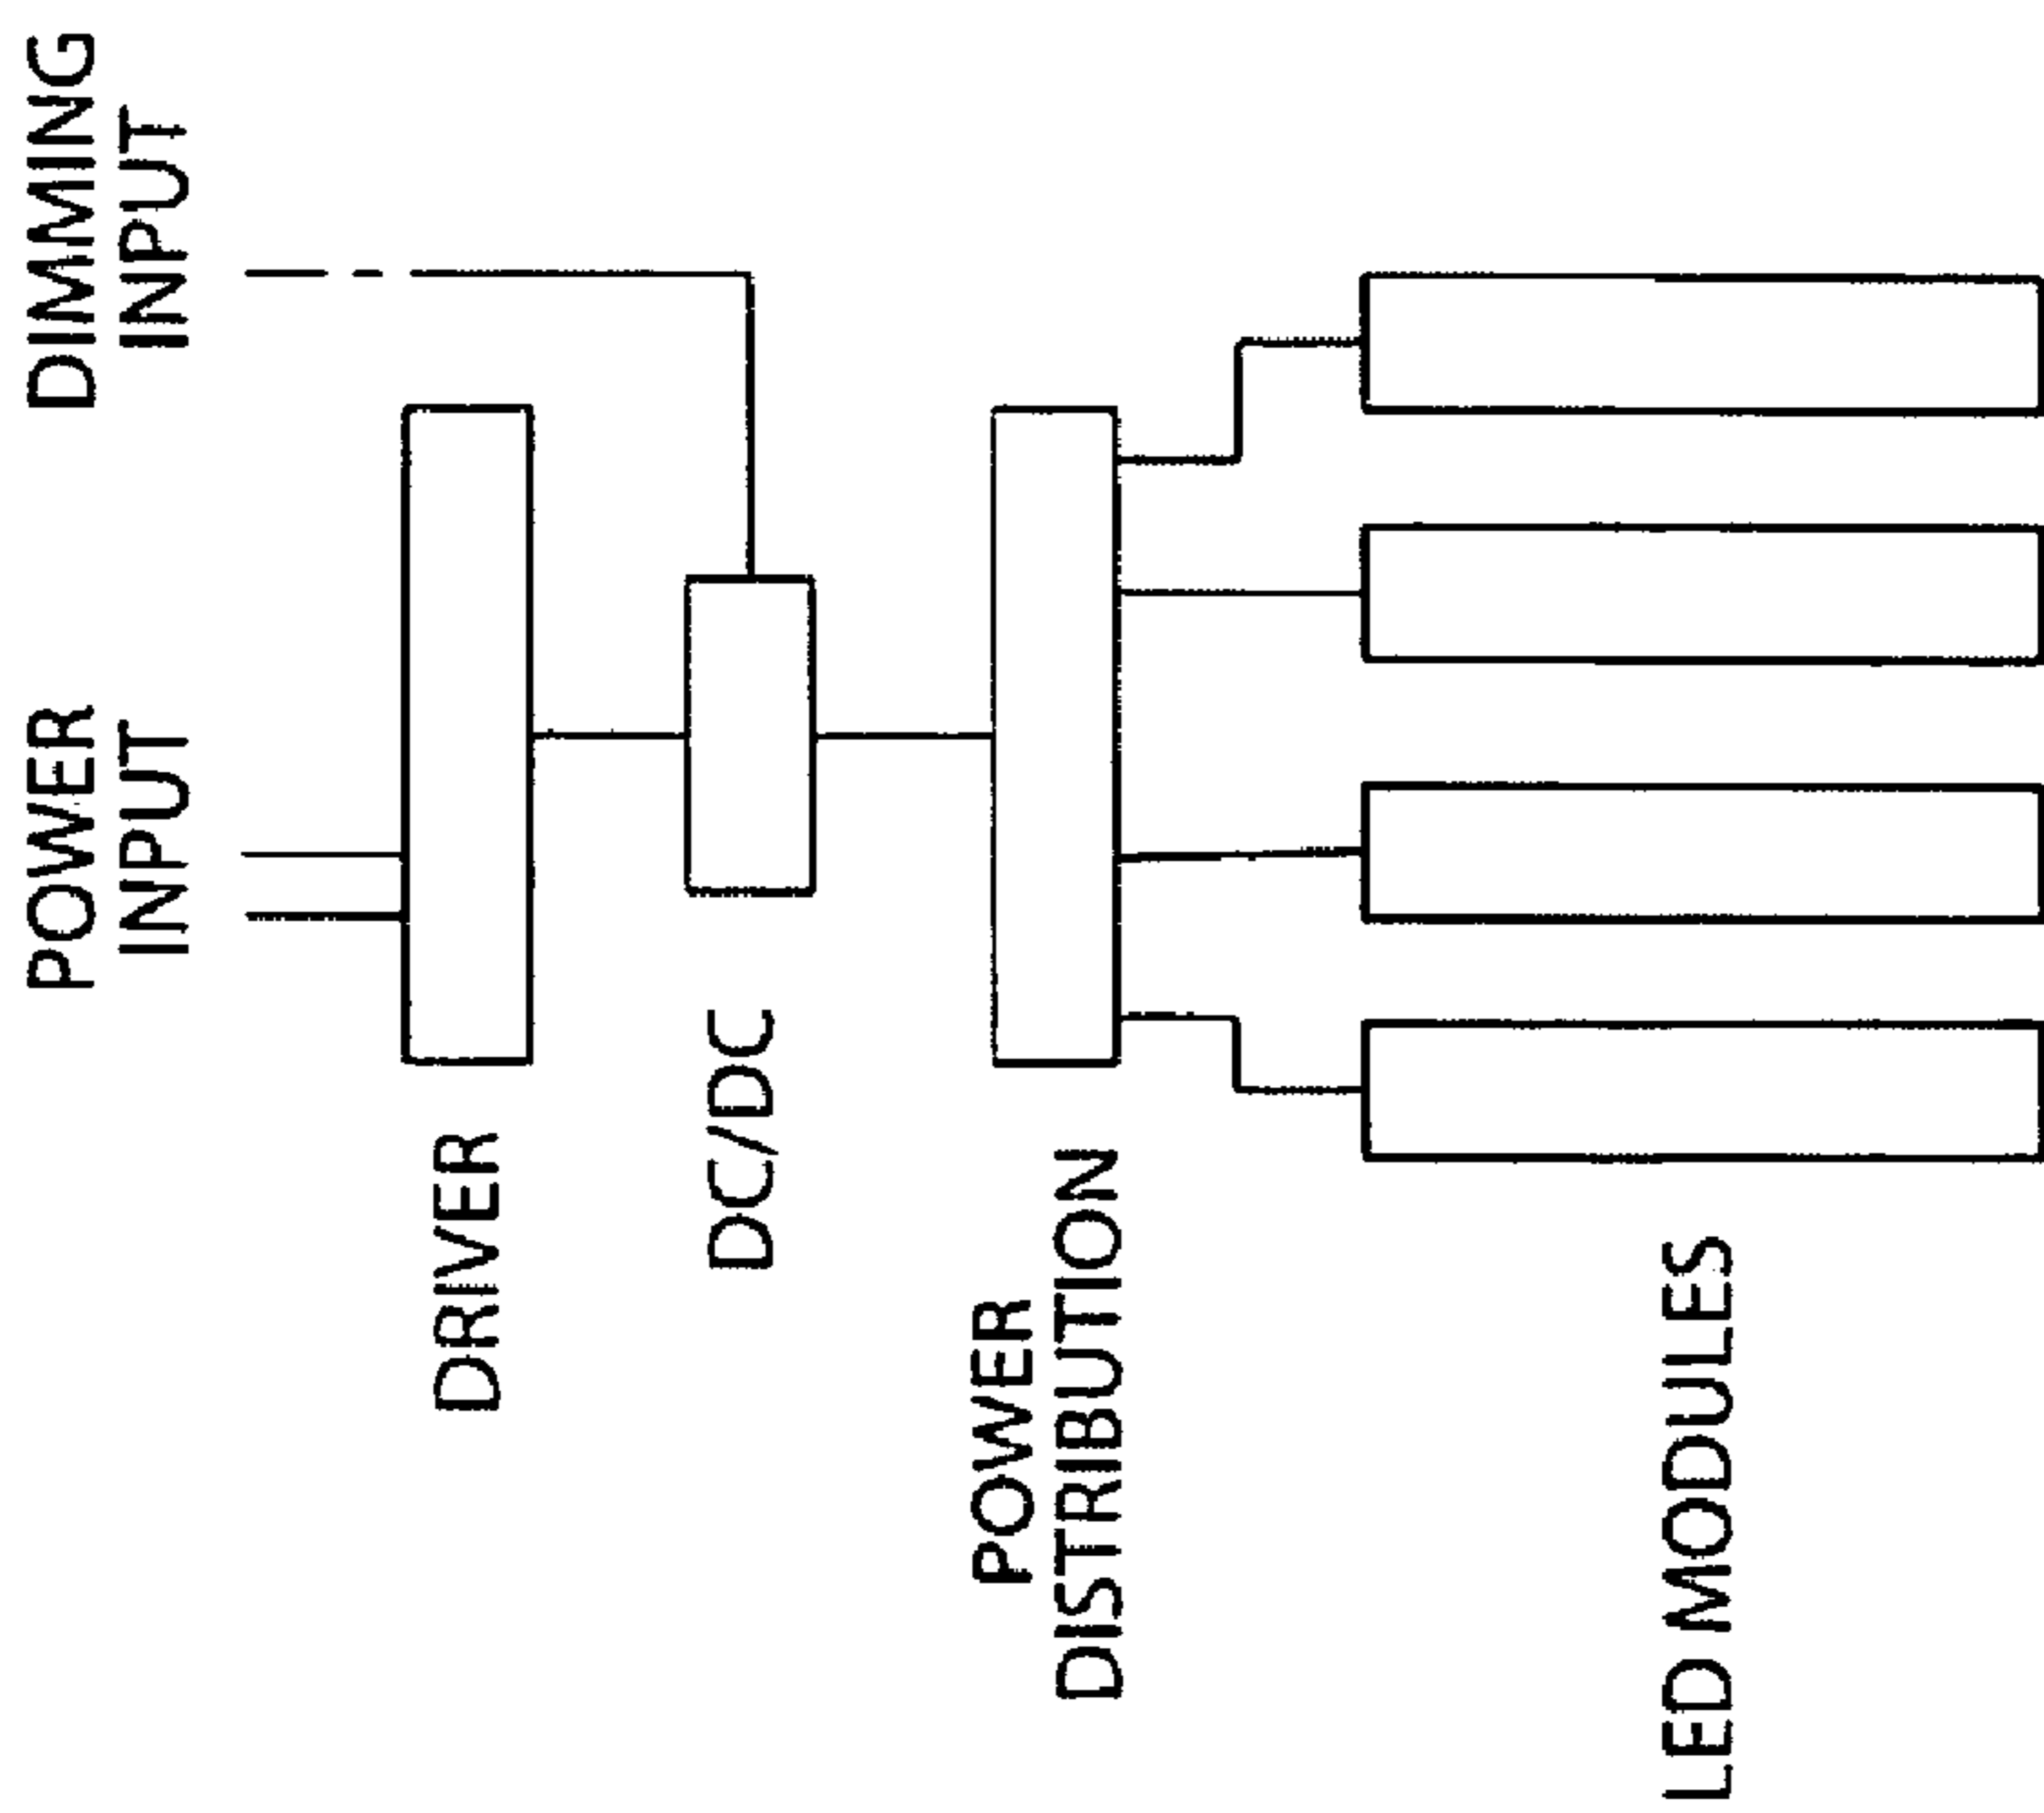 POWER
INPUT
DIMMING
INPUT
DRIVER
DC/DC
POWER
DISTRIBUTION
LED MODULES